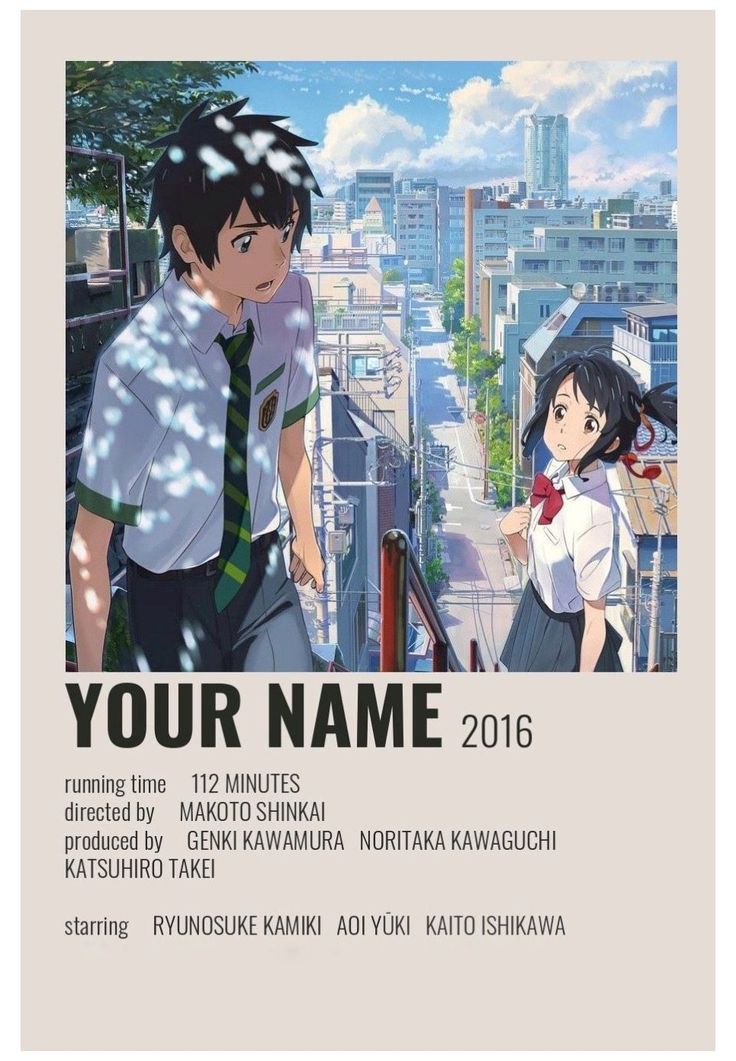 YOUR NAME 2016
running time 112 MINUTES
directed by MAKOTO SHINKAI
produced by GENKI KAWAMURA NORITAKA KAWAGUCHI
KATSUHIRO TAKEI
starring RYUNOSUKE KAMIKI AOI YŪKI KAITO ISHIKAWA